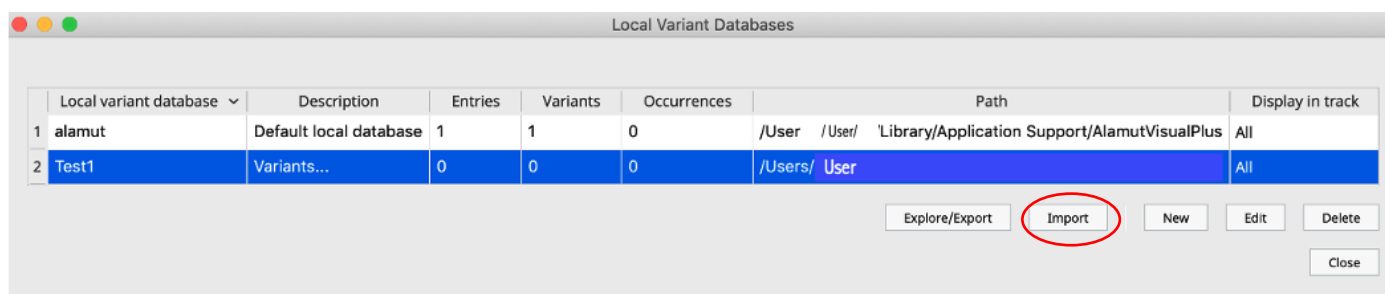 Local Variant Databases
Local variant database Description Entries Variants Occurrences Path Display in track
1 alamut Default local database 1 1 0 /User /User/ 'Library/Application Support/AlamutVisualPlus All
2 Test1 Variants... 0 0 0 /Users/ User All
Explore/Export Import New Edit Delete
Close